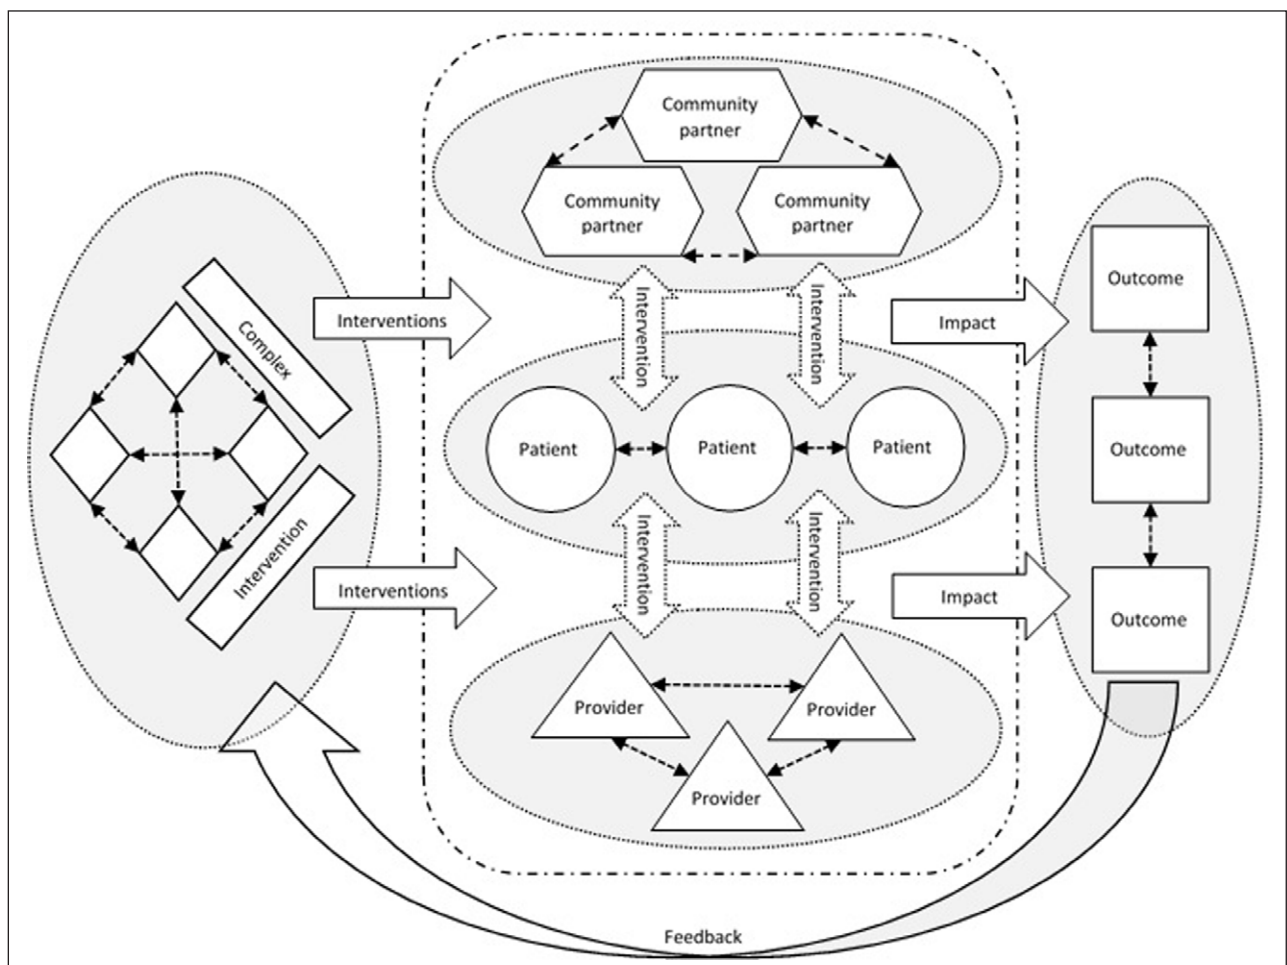 Community
partner
Community
partner
Community
partner
Complex
Intervention
Interventions
Interventions
Intervention
Intervention
Patient
Patient
Patient
Intervention
Intervention
Provider
Provider
Provider
Impact
Impact
Outcome
Outcome
Outcome
Feedback